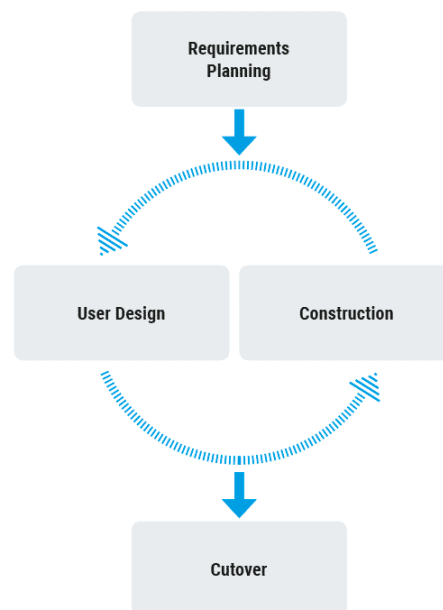 Requirements
Planning
User Design
Construction
Cutover